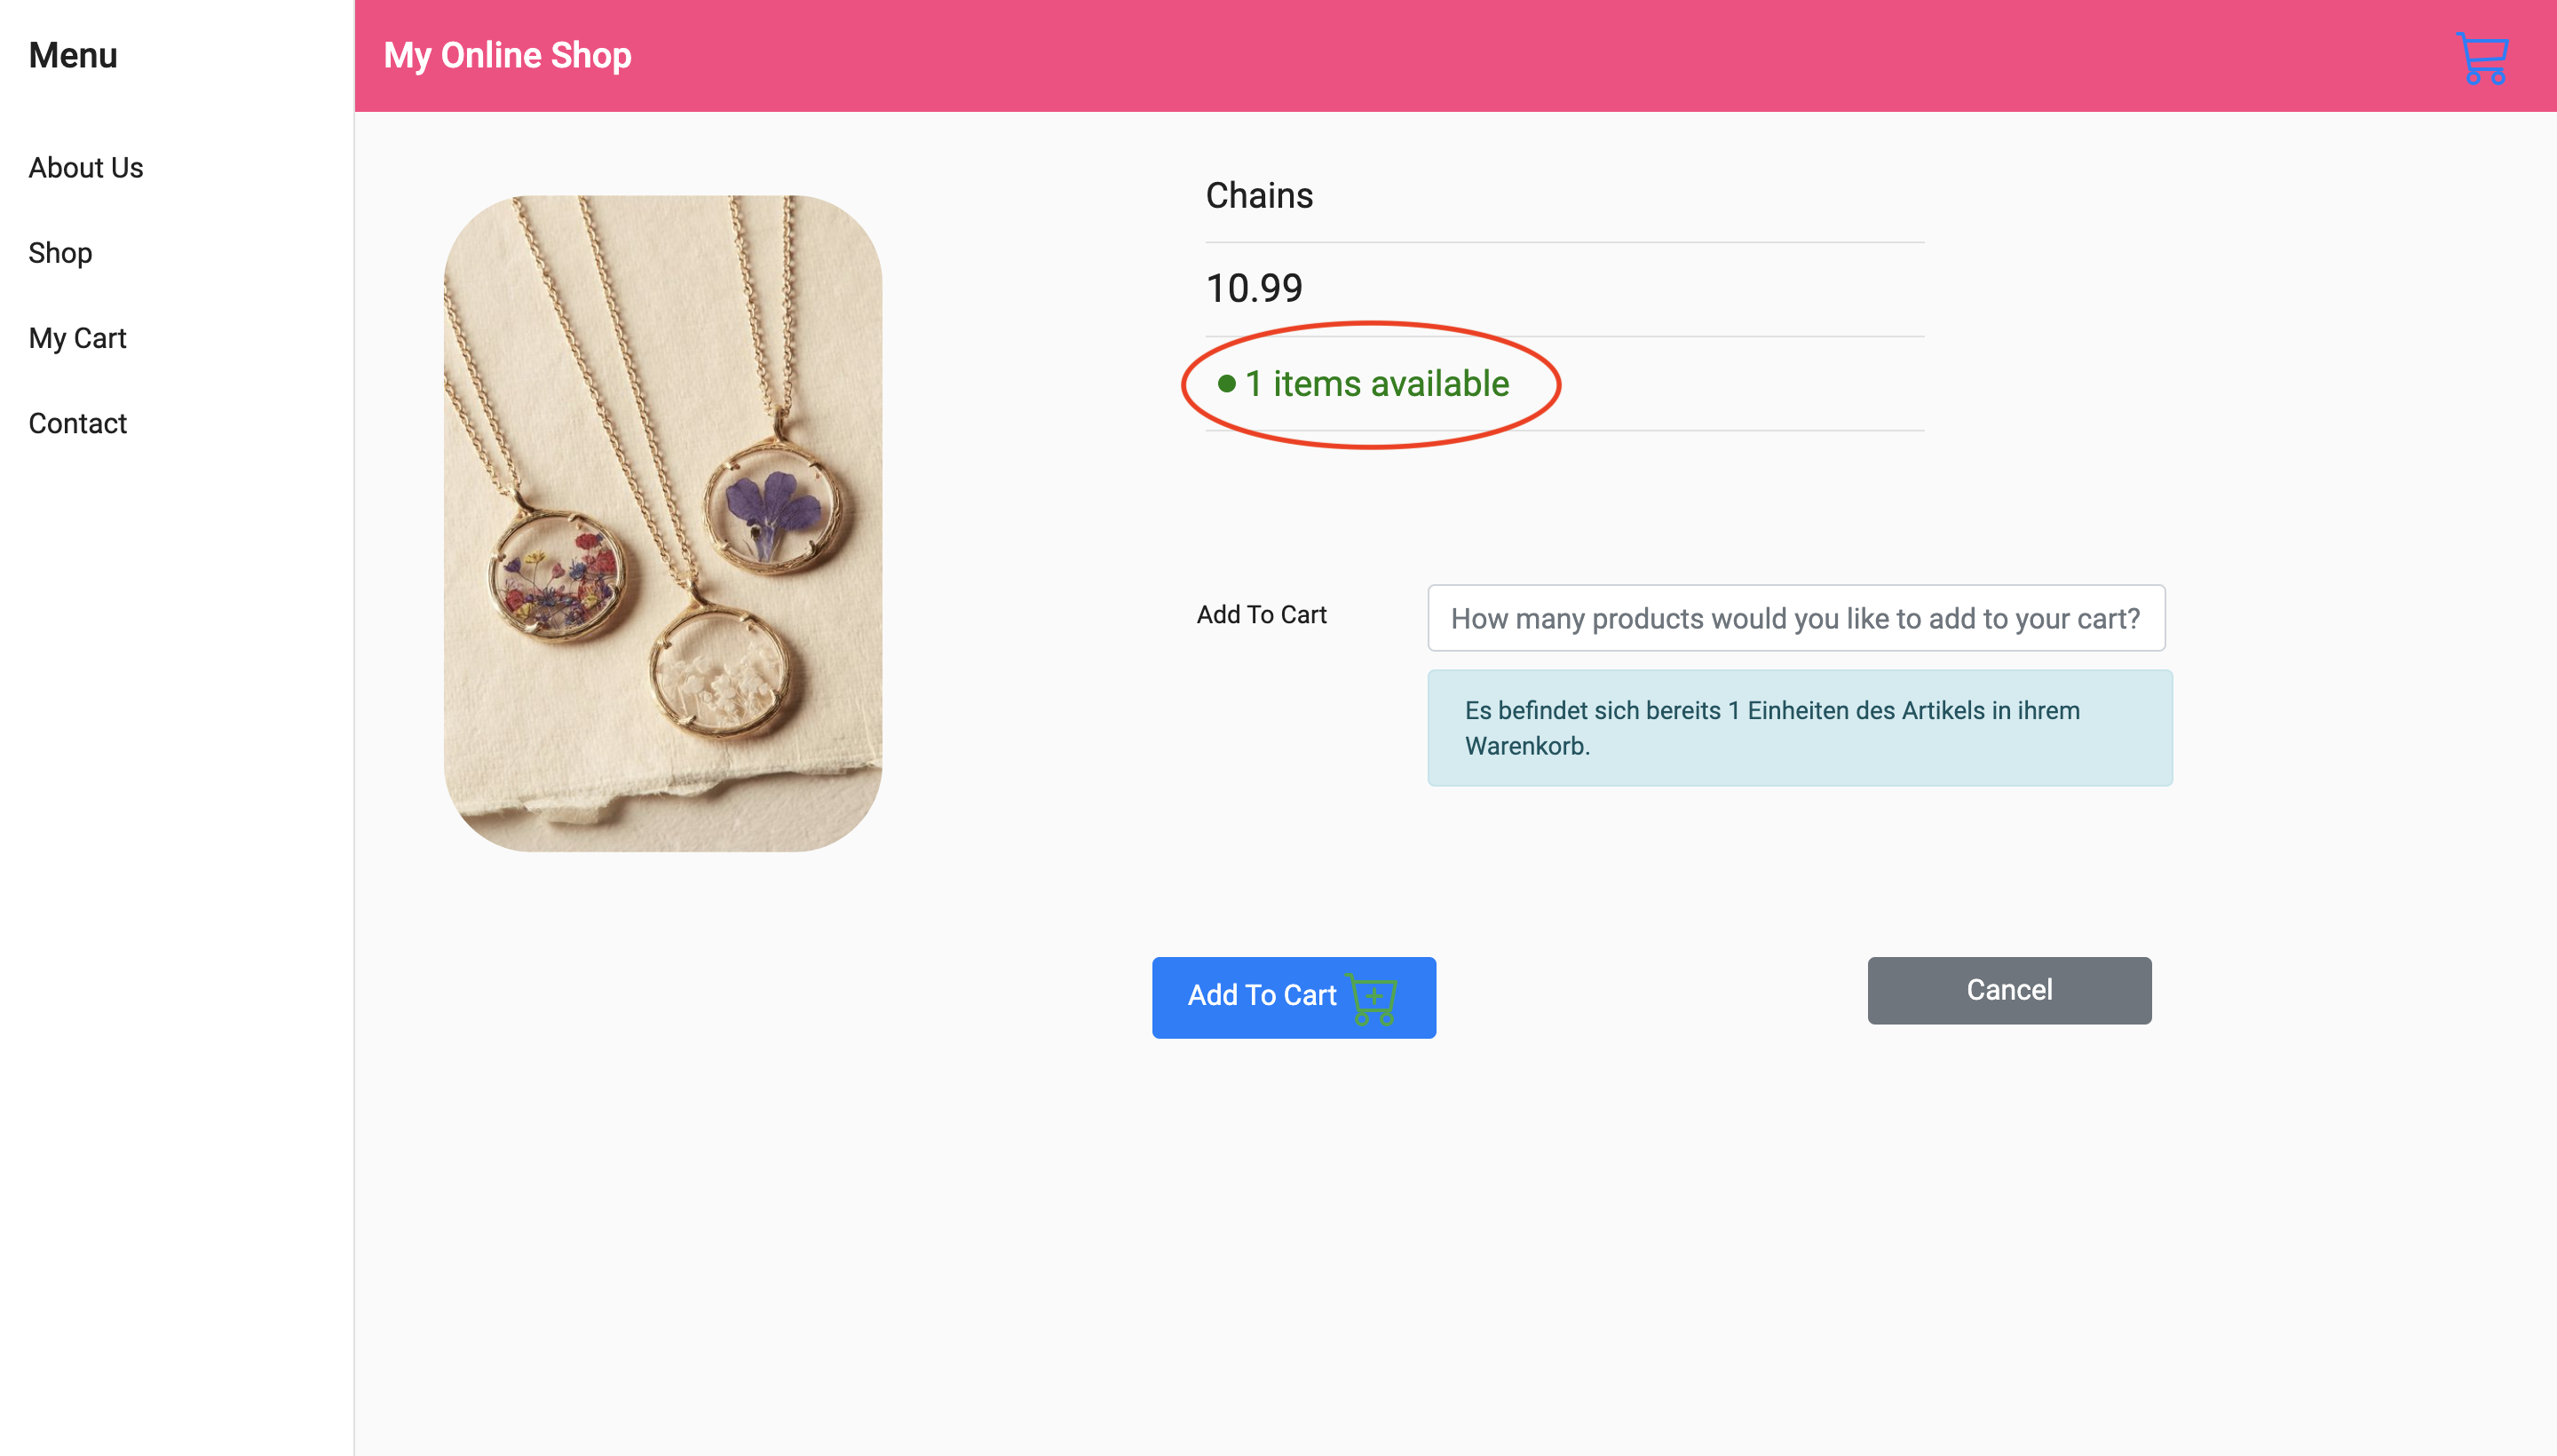 Menu
My Online Shop
About Us
Shop
My Cart
Contact
Chains
10.99
1 items available
Add To Cart
How many products would you like to add to your cart?
Es befindet sich bereits 1 Einheiten des Artikels in ihrem
Warenkorb.
Add To Cart
Cancel